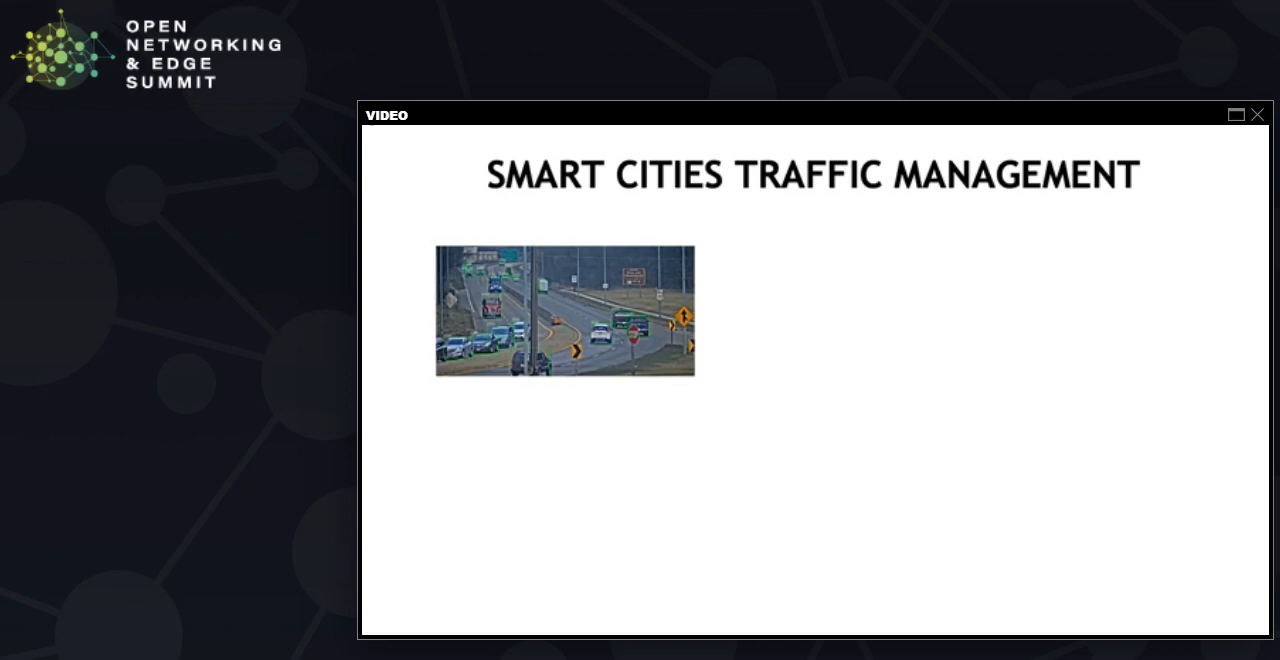 OPEN
NETWORKING
& EDGE
SUMMIT
VIDEO
SMART CITIES TRAFFIC MANAGEMENT